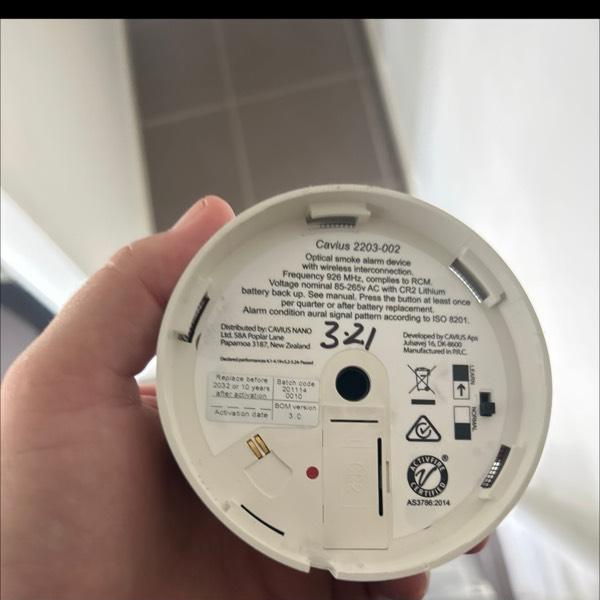 Cavius 2203-002
Optical smoke alarm device
with wireless interconnection.
Frequency 926 MHz, complies to RCM.
Voltage nominal 85-265v AC with CR2 Lithium
battery back up. See manual. Press the button at least once
per quarter or after battery replacement.
Alarm condition aural signal pattern according to ISO 8201.
Distributed by: CAVIUS NANO
Ltd, 58A Poplar Lane
Papamoa 3187, New Zealand
3.21
Developed by CAVIUS Aps
Julsøvej 16, DK-8600
Manufactured in P.R.C.
Replace before
2032 or 10 years
after activation
Activation date
Batch code
201114
0010
BOM version
3.0
LEARN
NORMAL
CR2
ACTIVFIRE
CERTIFIED
®
AS3786:2014